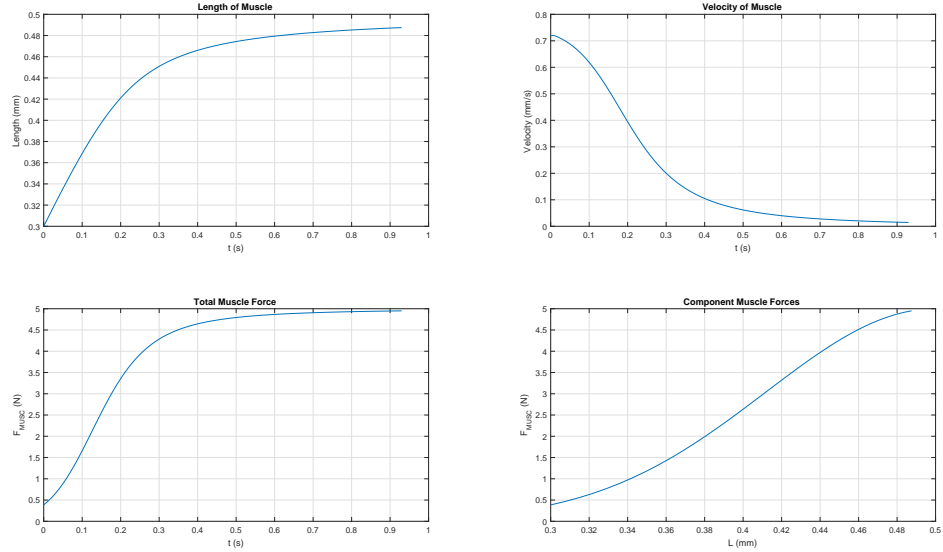 Length of Muscle
0.5
0.48
0.46
0.44
0.42
0.4
0.38
0.36
0.34
0.32
0.3
Length (mm)
0 0.1 0.2 0.3 0.4 0.5 0.6 0.7 0.8 0.9 1
t (s)
Velocity of Muscle
0.8
0.7
0.6
0.5
0.4
0.3
0.2
0.1
0
Velocity (mm/s)
0 0.1 0.2 0.3 0.4 0.5 0.6 0.7 0.8 0.9 1
t (s)
Total Muscle Force
5
4.5
4
3.5
3
2.5
2
1.5
1
0.5
0
F_MUSC (N)
0 0.1 0.2 0.3 0.4 0.5 0.6 0.7 0.8 0.9 1
t (s)
Component Muscle Forces
5
4.5
4
3.5
3
2.5
2
1.5
1
0.5
0
F_MUSC (N)
0.3 0.32 0.34 0.36 0.38 0.4 0.42 0.44 0.46 0.48 0.5
L (mm)